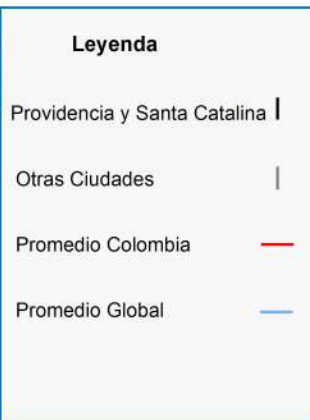 Leyenda
Providencia y Santa Catalina
Otras Ciudades
Promedio Colombia
Promedio Global